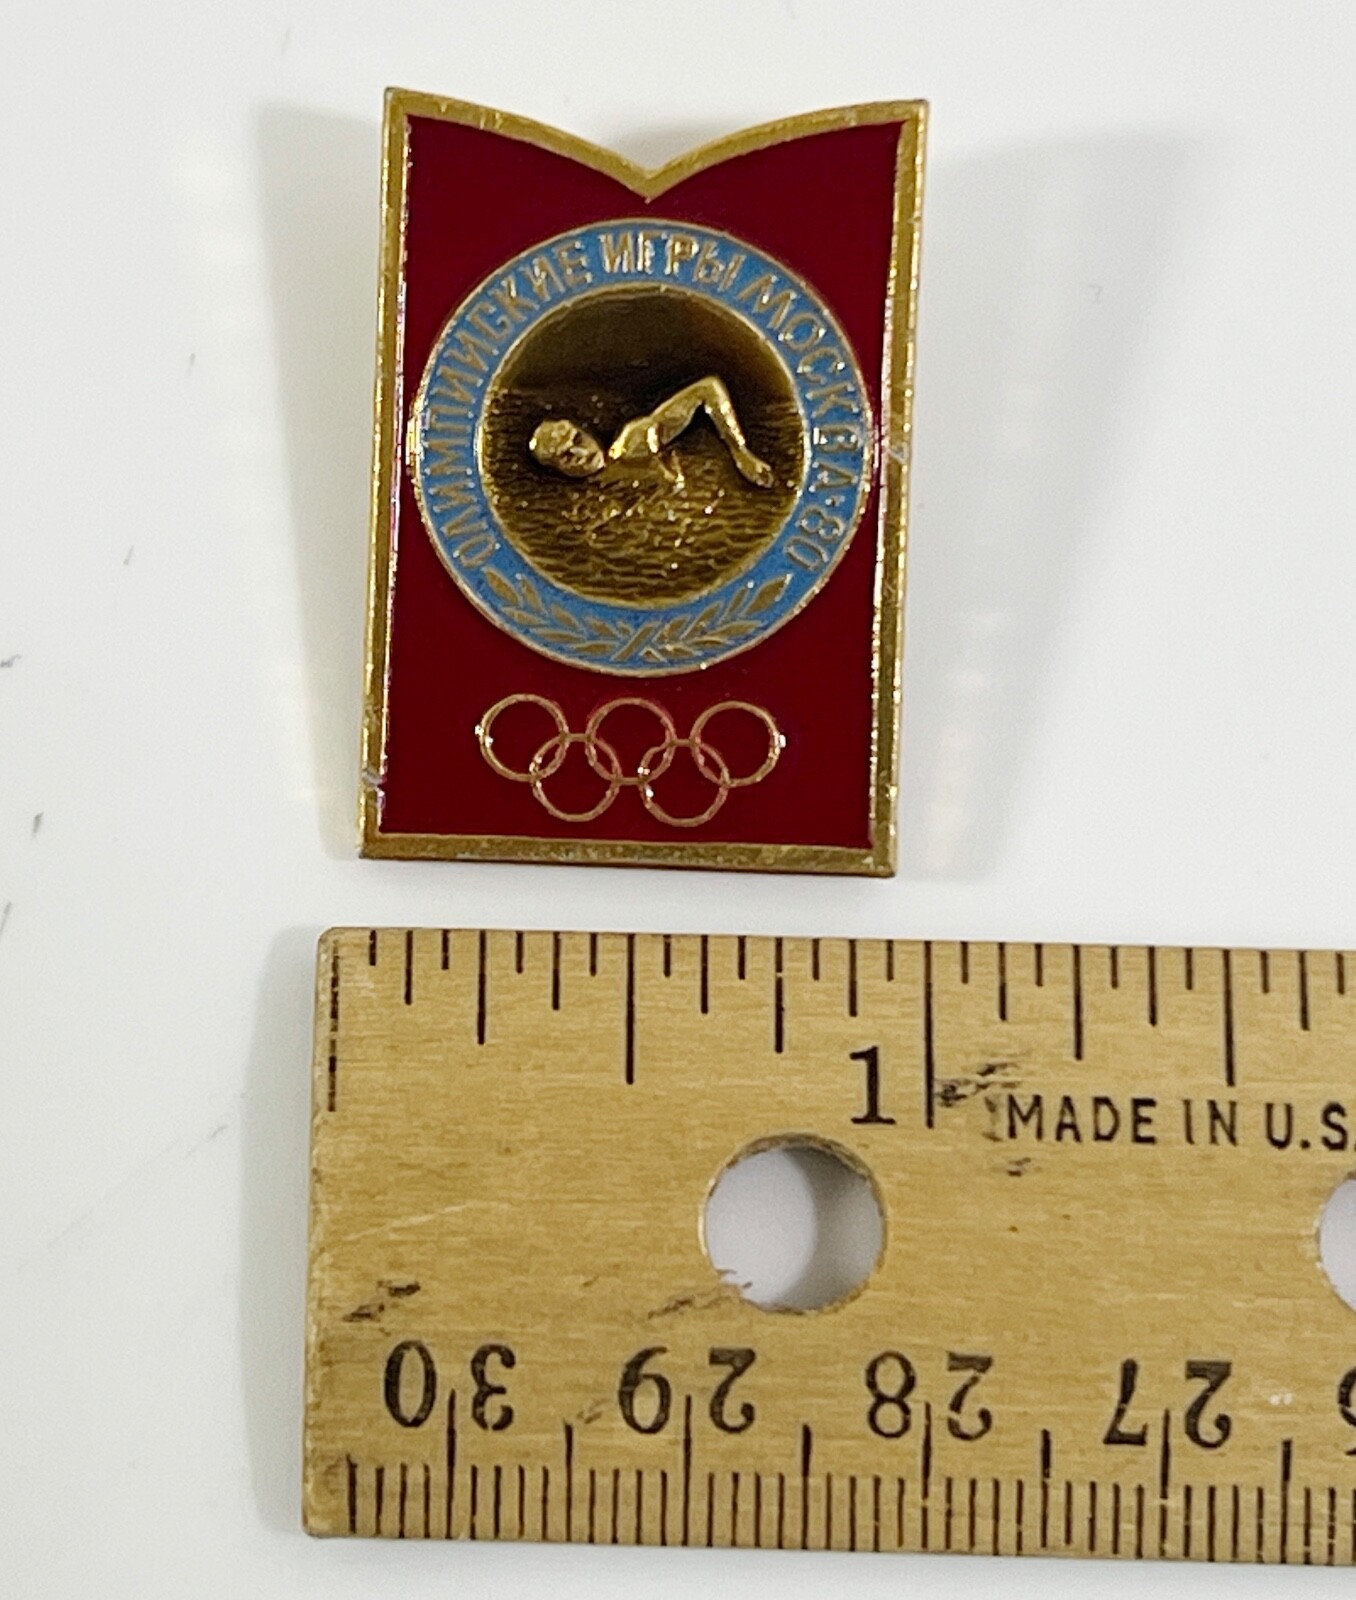 ОЛИМПИЙСКИЕ ИГРЫ МОСКВА·80
1
MADE IN U.S.
30 29 28 27